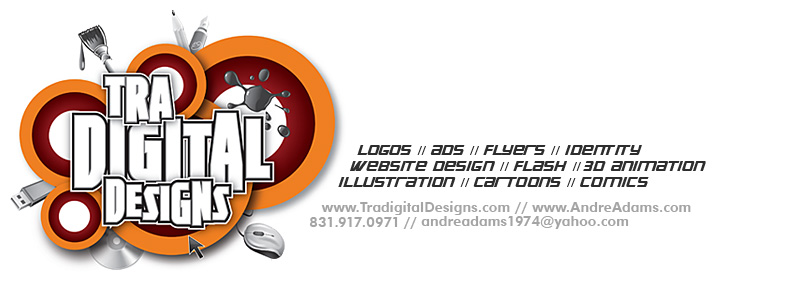 TRA
DIGITAL
DESIGNS
LOGOS // ADS // FLYERS // IDENTITY
WEBSITE DESIGN // FLASH // 3D ANIMATION
ILLUSTRATION // CARTOONS // COMICS
www.TradigitalDesigns.com // www.AndreAdams.com
831.917.0971 // andreadams1974@yahoo.com